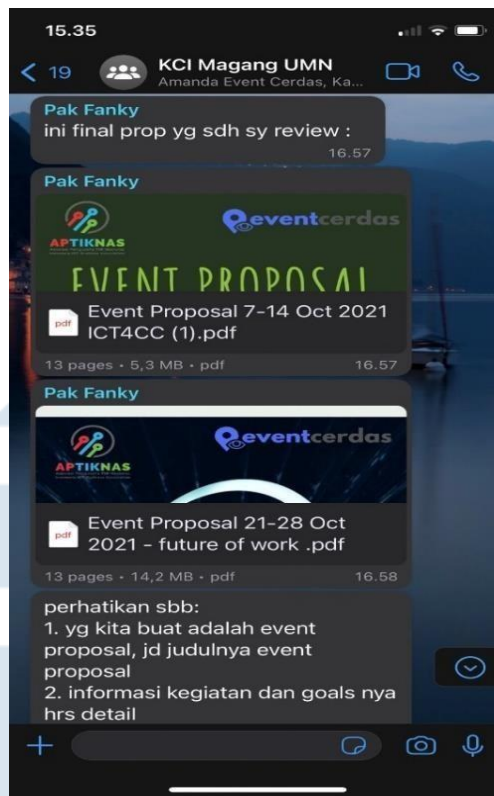 15.35
19
KCI Magang UMN
Amanda Event Cerdas, Ka...
Pak Fanky
ini final prop yg sdh sy review :
16.57
Pak Fanky
APTIKNAS
eventcerdas
EVENT PROPOSAL
pdf
Event Proposal 7-14 Oct 2021
ICT4CC (1).pdf
13 pages • 5,3 MB • pdf
16.57
Pak Fanky
APTIKNAS
eventcerdas
pdf
Event Proposal 21-28 Oct
2021 - future of work .pdf
13 pages • 14,2 MB • pdf
16.58
perhatikan sbb:
1. yg kita buat adalah event
proposal, jd judulnya event
proposal
2. informasi kegiatan dan goals nya
hrs detail